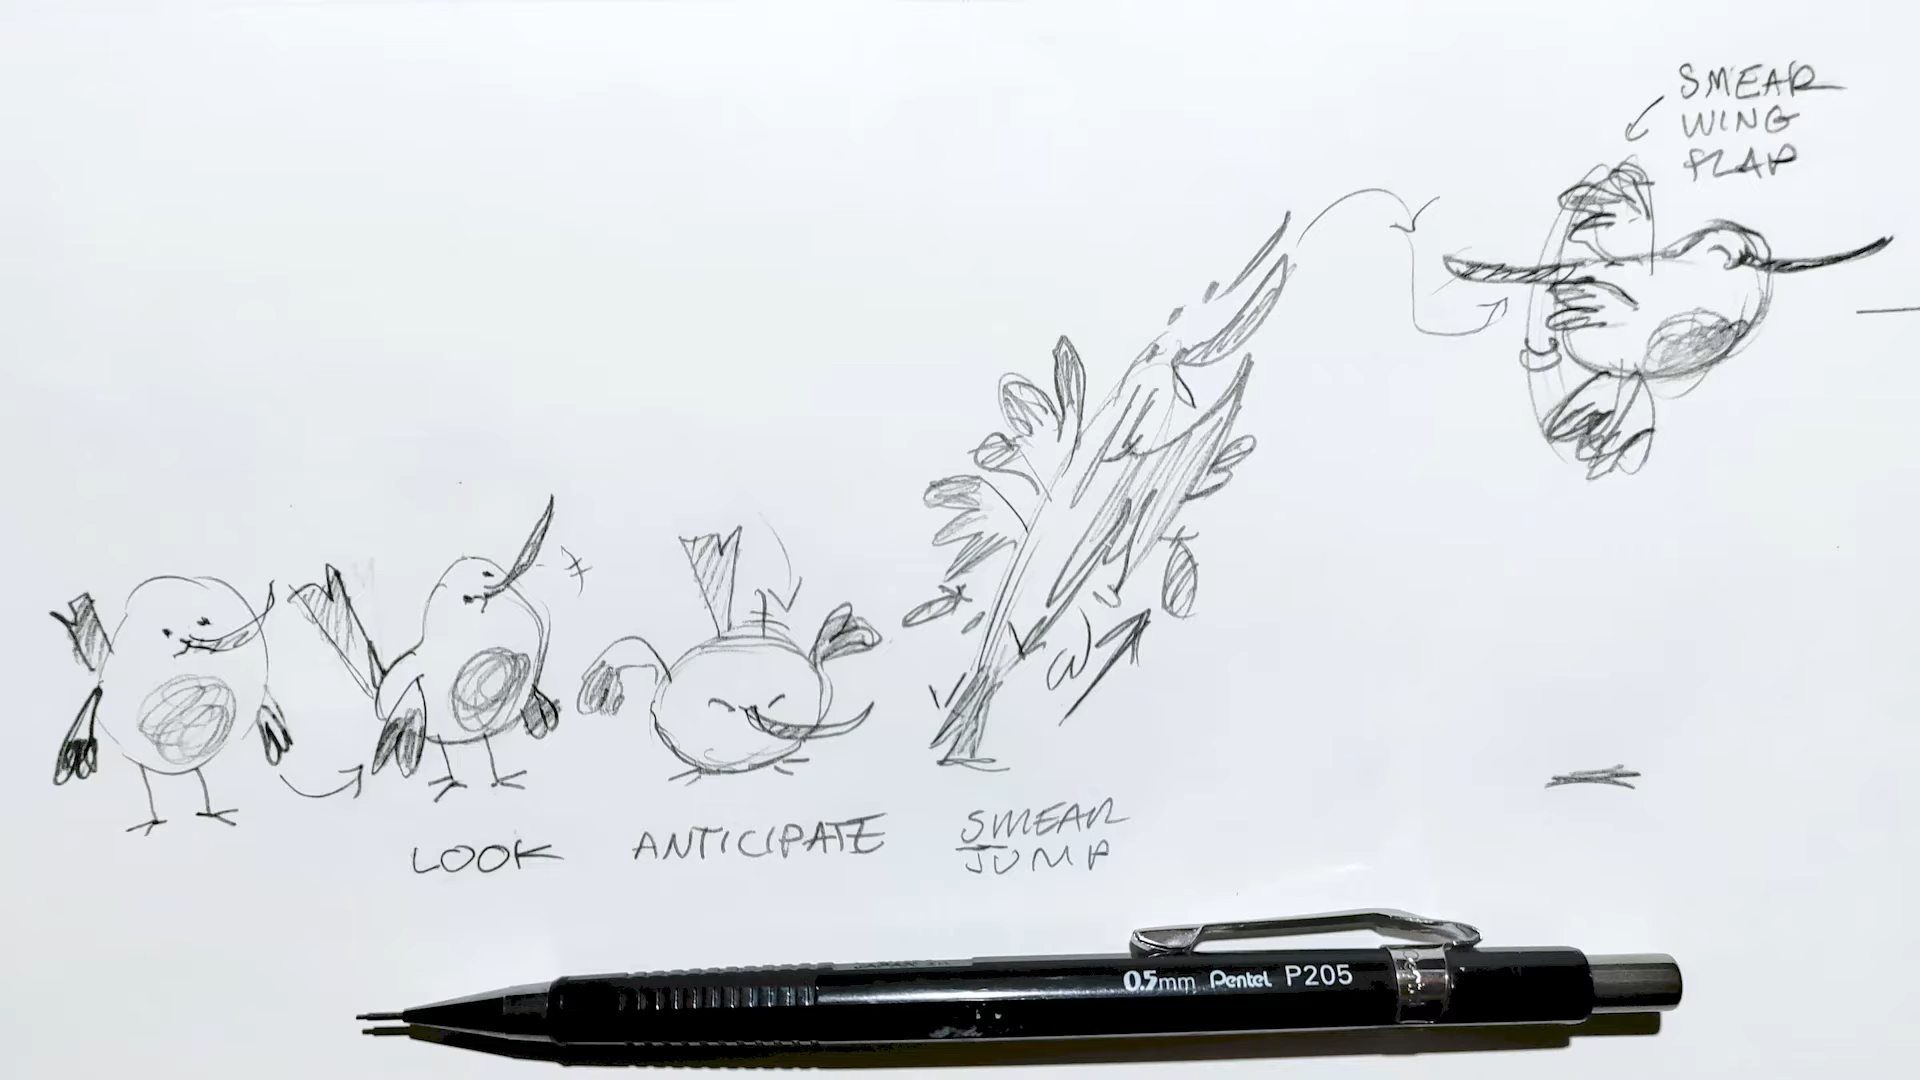 SMEAR
WING
FLAP
LOOK
ANTICIPATE
SMEAR
JUMP
0.5mm Pentel P205